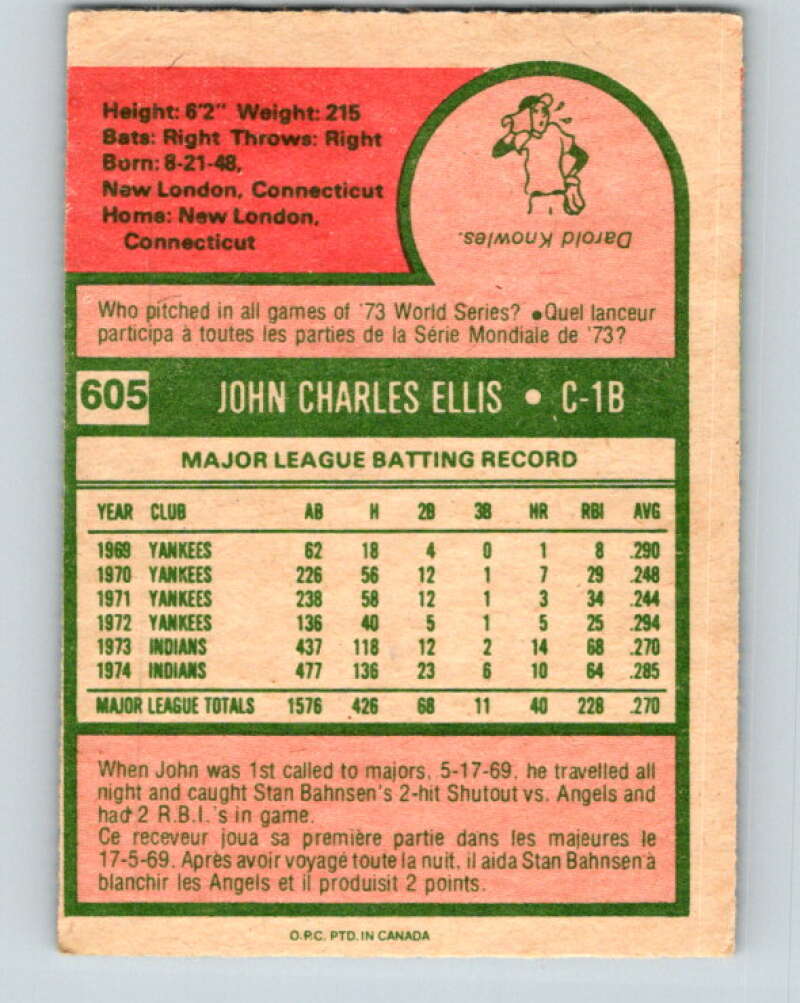 Height: 6'2" Weight: 215
Bats: Right Throws: Right
Born: 8-21-48,
New London, Connecticut
Home: New London,
Connecticut
Darold Knowles.
Who pitched in all games of '73 World Series? ● Quel lanceur
participa à toutes les parties de la Série Mondiale de '73?
605 JOHN CHARLES ELLIS • C-1B
MAJOR LEAGUE BATTING RECORD
YEAR CLUB AB H 2B 3B HR RBI AVG
1969 YANKEES 62 18 4 0 1 8 .290
1970 YANKEES 226 56 12 1 7 29 .248
1971 YANKEES 238 58 12 1 3 34 .244
1972 YANKEES 136 40 5 1 5 25 .294
1973 INDIANS 437 118 12 2 14 68 .270
1974 INDIANS 477 136 23 6 10 64 .285
MAJOR LEAGUE TOTALS 1576 426 68 11 40 228 .270
When John was 1st called to majors, 5-17-69, he travelled all
night and caught Stan Bahnsen's 2-hit Shutout vs. Angels and
had 2 R.B.I.'s in game.
Ce receveur joua sa première partie dans les majeures le
17-5-69. Après avoir voyagé toute la nuit, il aida Stan Bahnsen à
blanchir les Angels et il produisit 2 points.
O.P.C. PTD. IN CANADA